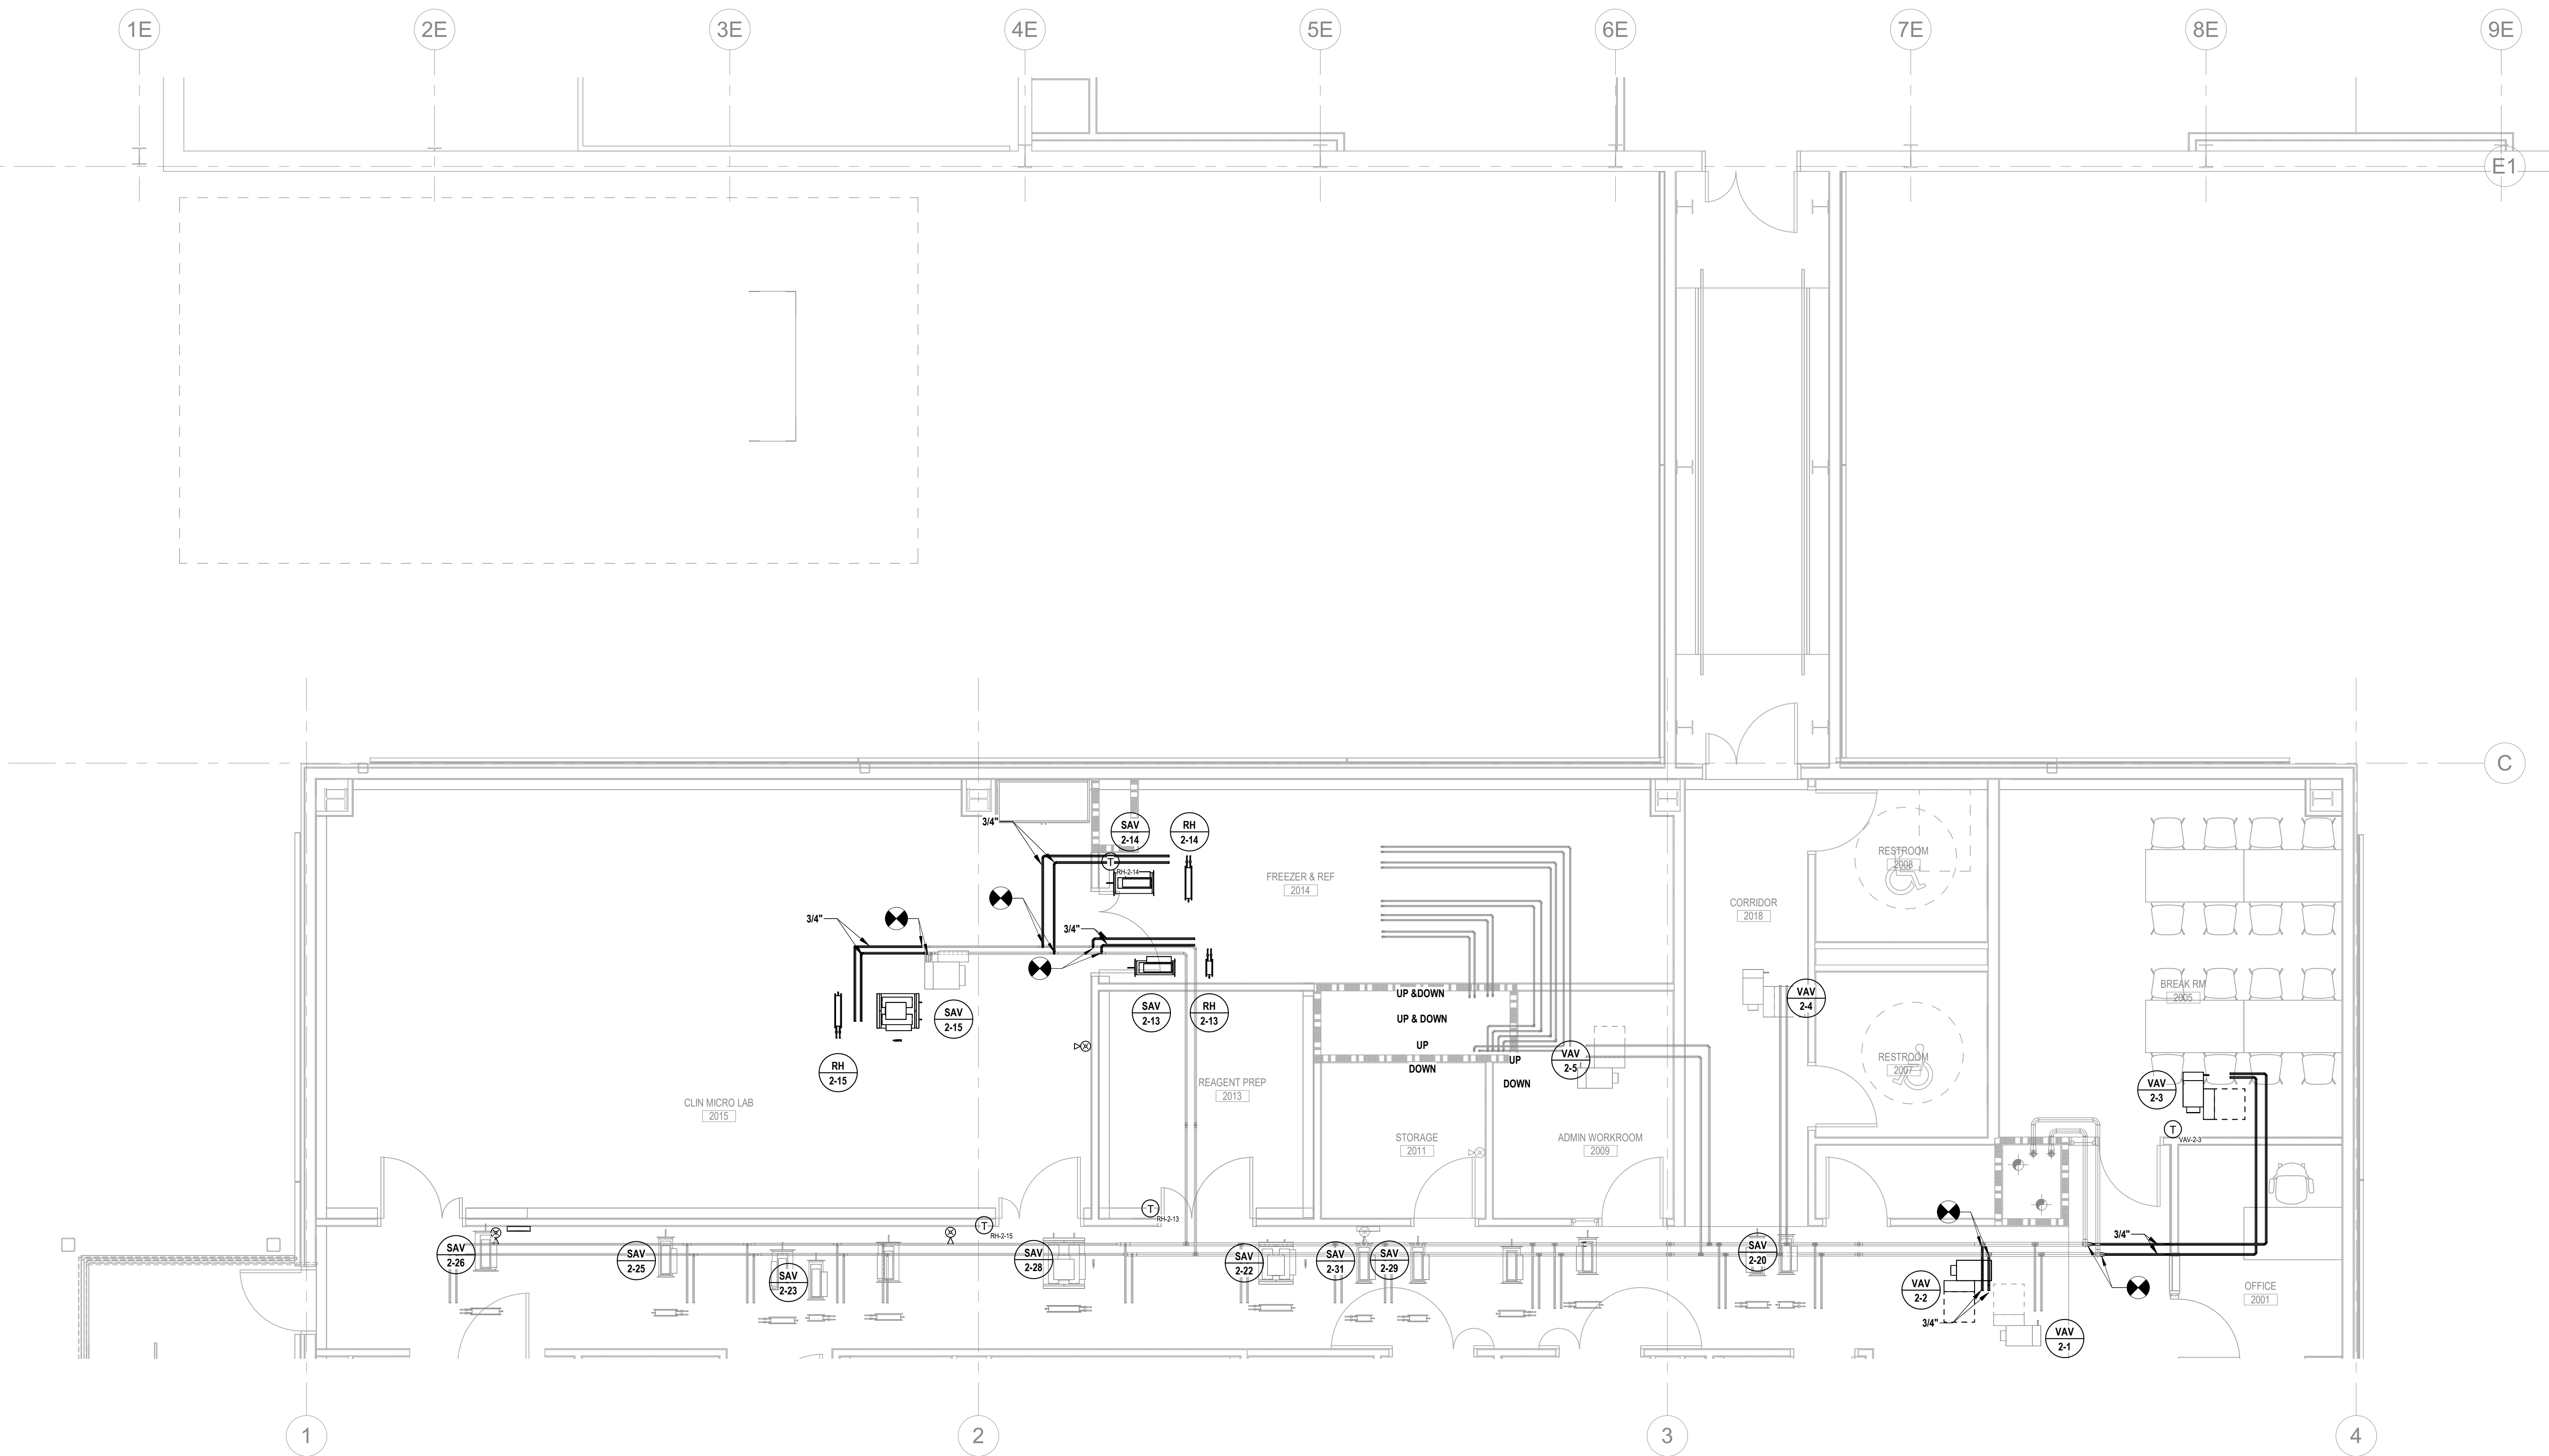 1E
2E
3E
4E
5E
6E
7E
8E
9E
E1
C
3/4"
SAV
2-14
RH
2-14
T
RH-2-14
FREEZER & REF
2014
RESTROOM
2008
CORRIDOR
2018
3/4"
3/4"
BREAK RM
2005
UP &DOWN
UP & DOWN
UP
DOWN
UP
DOWN
VAV
2-4
SAV
2-15
SAV
2-13
RH
2-13
VAV
2-5
RESTROOM
2007
RH
2-15
REAGENT PREP
2013
VAV
2-3
CLIN MICRO LAB
2015
STORAGE
2011
ADMIN WORKROOM
2009
T
VAV-2-3
T
RH-2-13
T
RH-2-15
SAV
2-26
SAV
2-25
SAV
2-23
SAV
2-28
SAV
2-22
SAV
2-31
SAV
2-29
SAV
2-20
3/4"
VAV
2-2
OFFICE
2001
3/4"
VAV
2-1
1
2
3
4